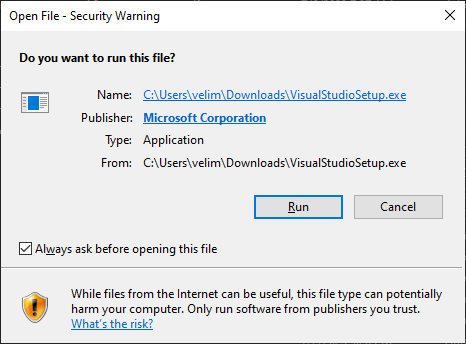 Open File - Security Warning
Do you want to run this file?
Name: C:\Users\velim\Downloads\VisualStudioSetup.exe
Publisher: Microsoft Corporation
Type: Application
From: C:\Users\velim\Downloads\VisualStudioSetup.exe
Run Cancel
Always ask before opening this file
While files from the Internet can be useful, this file type can potentially
harm your computer. Only run software from publishers you trust.
What's the risk?